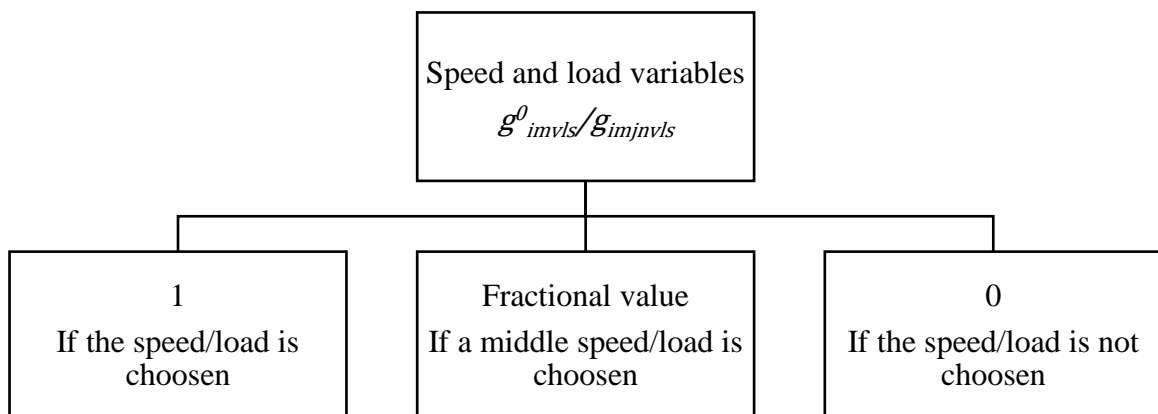 Speed and load variables
g⁰imvls/gimjnvls
1
If the speed/load is
choosen
Fractional value
If a middle speed/load is
choosen
0
If the speed/load is not
choosen